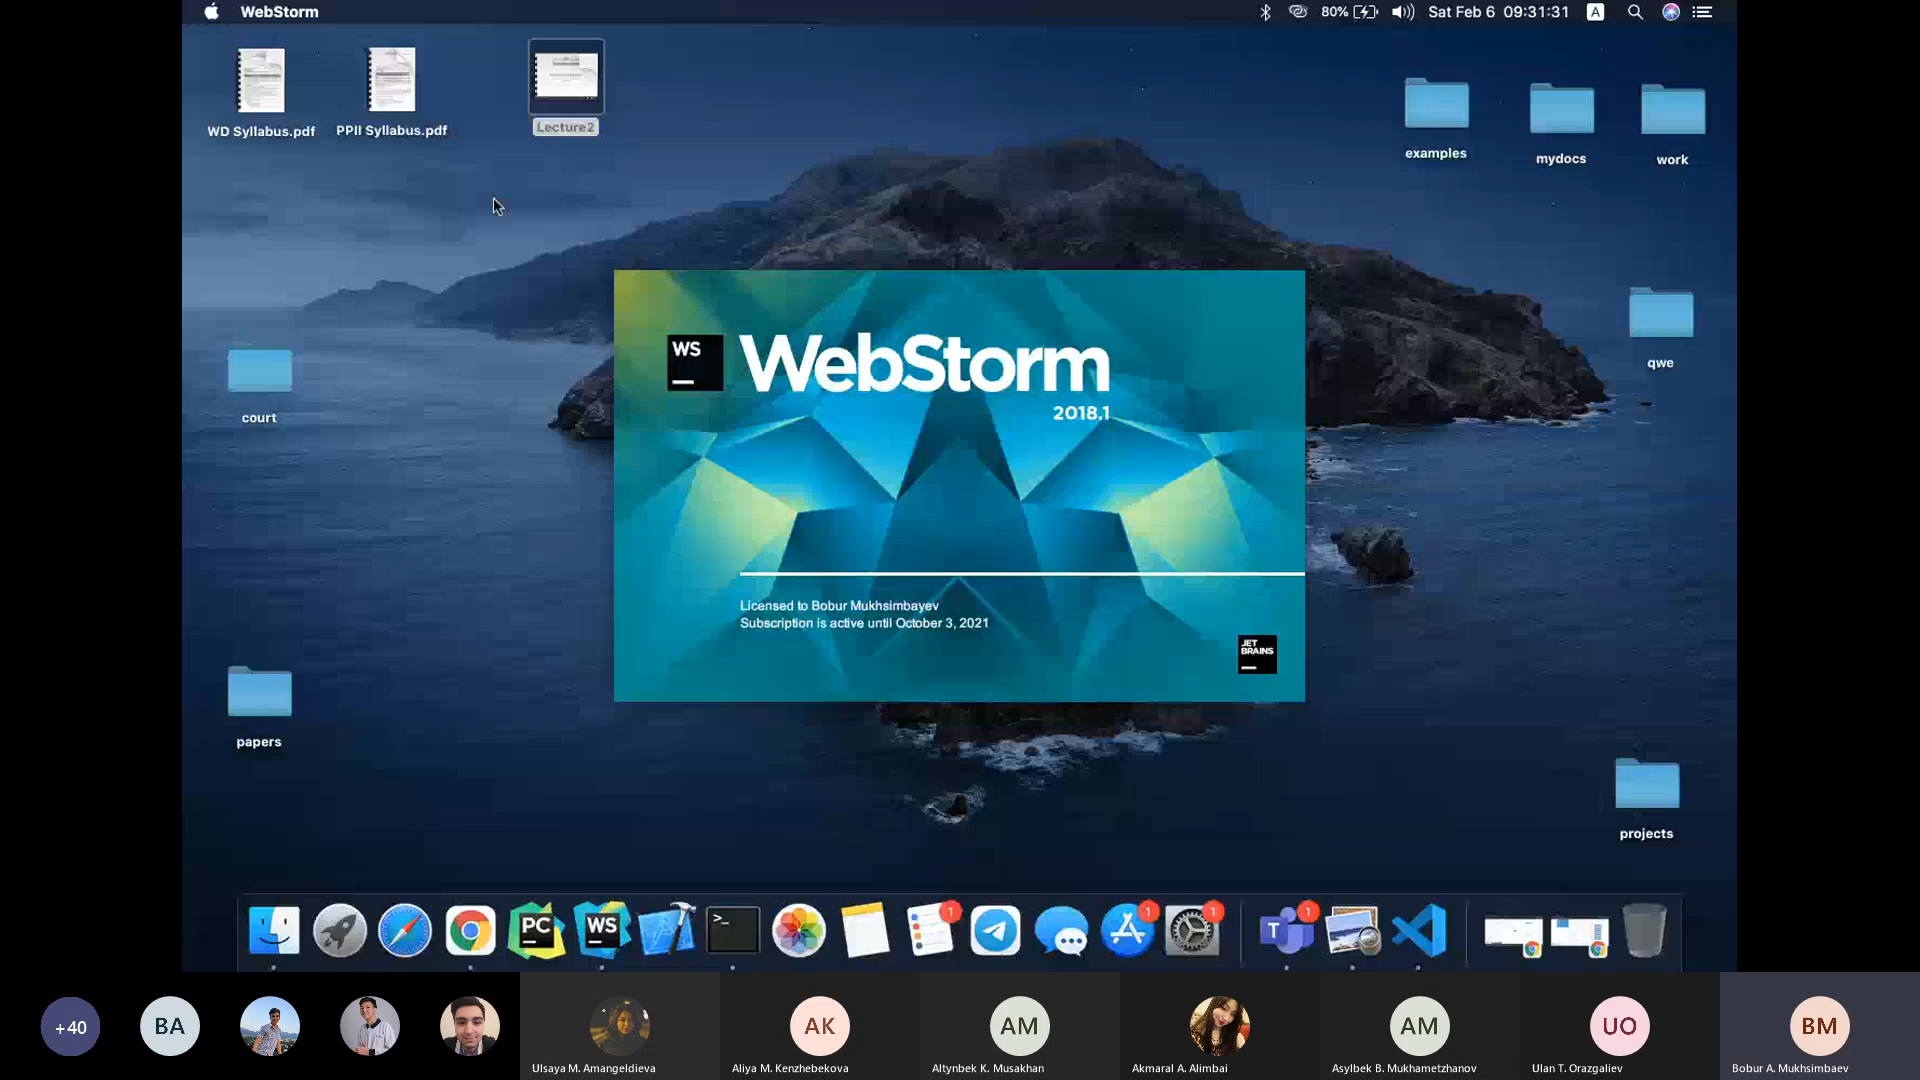 WebStorm
80%
Sat Feb 6 09:31:31
A
WD Syllabus.pdf
PPII Syllabus.pdf
Lecture2
examples
mydocs
work
WS
WebStorm
2018.1
qwe
court
Licensed to Bobur Mukhsimbayev
Subscription is active until October 3, 2021
JET
BRAINS
papers
projects
PC
WS
>_
1
1
1
T
1
+40
BA
AK
AM
AM
UO
BM
Ulsaya M. Amangeldieva
Aliya M. Kenzhebekova
Altynbek K. Musakhan
Akmaral A. Alimbai
Asylbek B. Mukhametzhanov
Ulan T. Orazgaliev
Bobur A. Mukhsimbaev